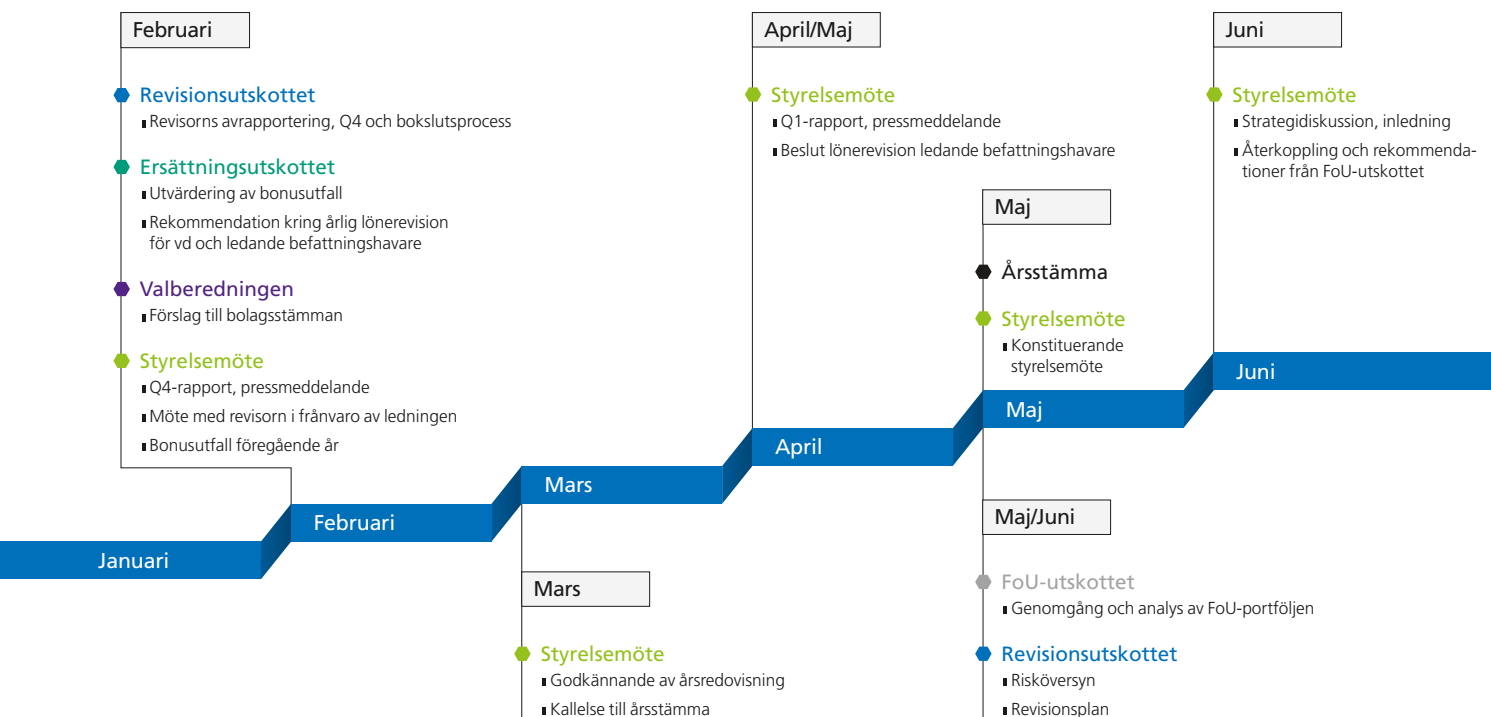 Februari
Revisionsutskottet
Revisorns avrapportering, Q4 och bokslutsprocess
Ersättningsutskottet
Utvärdering av bonusutfall
Rekommendation kring årlig lönerevision
för vd och ledande befattningshavare
Valberedningen
Förslag till bolagsstämman
Styrelsemöte
Q4-rapport, pressmeddelande
Möte med revisorn i frånvaro av ledningen
Bonusutfall föregående år
April/Maj
Styrelsemöte
Q1-rapport, pressmeddelande
Beslut lönerevision ledande befattningshavare
Maj
Årsstämma
Styrelsemöte
Konstituerande
styrelsemöte
Juni
Styrelsemöte
Strategidiskussion, inledning
Återkoppling och rekommenda-
tioner från FoU-utskottet
Januari
Februari
Mars
April
Maj
Juni
Mars
Styrelsemöte
Godkännande av årsredovisning
Kallelse till årsstämma
Maj/Juni
FoU-utskottet
Genomgång och analys av FoU-portföljen
Revisionsutskottet
Risköversyn
Revisionsplan